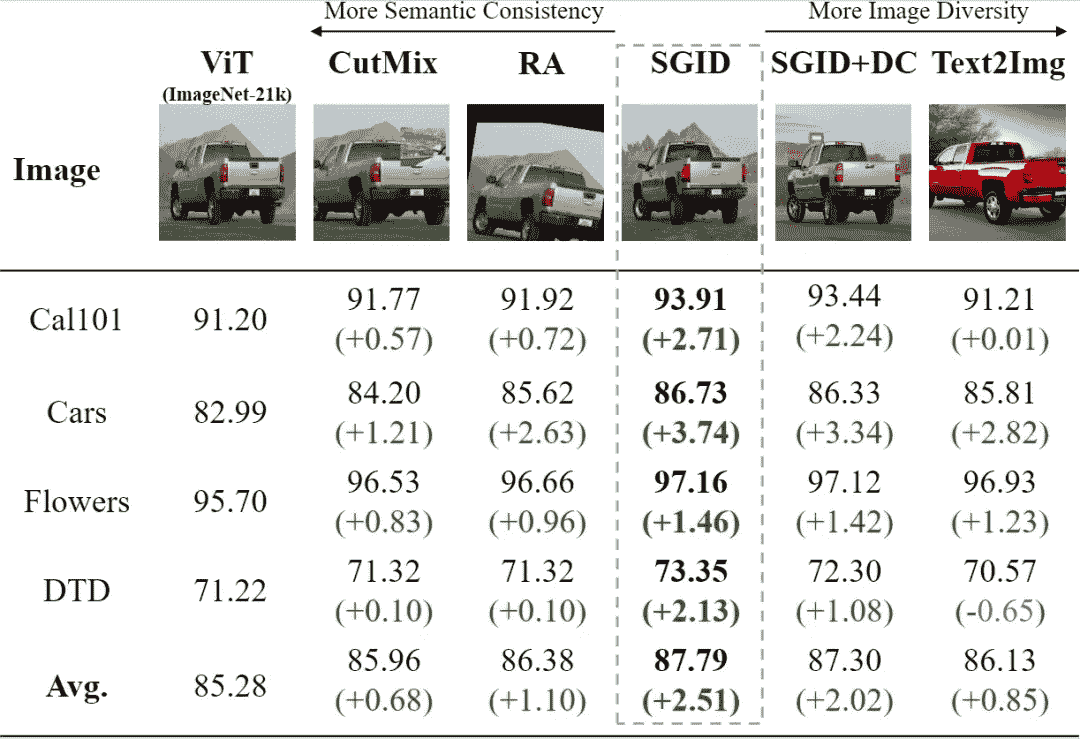 More Semantic Consistency More Image Diversity
ViT CutMix RA SGID SGID+DC Text2Img
(ImageNet-21k)
Image
91.77 91.92 93.91 93.44 91.21
Cal101 91.20
(+0.57) (+0.72) (+2.71) (+2.24) (+0.01)
84.20 85.62 86.73 86.33 85.81
Cars 82.99
(+1.21) (+2.63) (+3.74) (+3.34) (+2.82)
96.53 96.66 97.16 97.12 96.93
Flowers 95.70
(+0.83) (+0.96) (+1.46) (+1.42) (+1.23)
71.32 71.32 73.35 72.30 70.57
DTD 71.22
(+0.10) (+0.10) (+2.13) (+1.08) (-0.65)
85.96 86.38 87.79 87.30 86.13
Avg. 85.28
(+0.68) (+1.10) (+2.51) (+2.02) (+0.85)